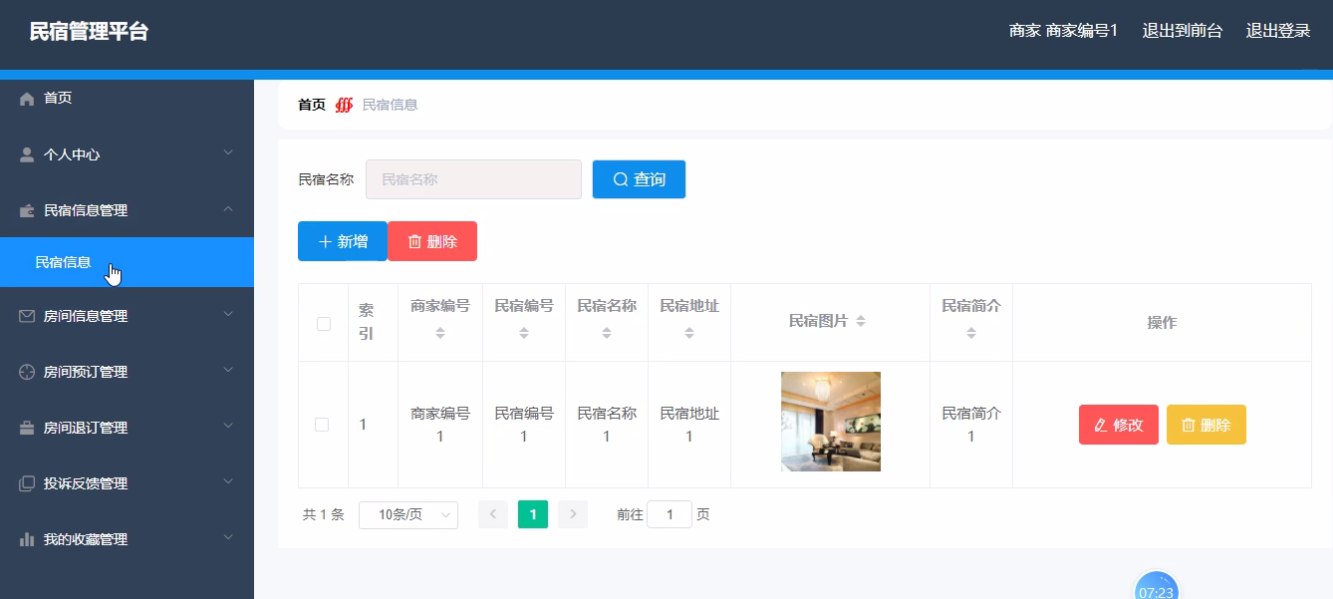 民宿管理平台
商家 商家编号1 退出到前台 退出登录
首页
个人中心
民宿信息管理
民宿信息
房间信息管理
房间预订管理
房间退订管理
投诉反馈管理
我的收藏管理
首页 民宿信息
民宿名称 民宿名称 查询
新增 删除
索引 商家编号 民宿编号 民宿名称 民宿地址 民宿图片 民宿简介 操作
1 商家编号1 民宿编号1 民宿名称1 民宿地址1 民宿简介1 修改 删除
共 1 条 10条/页 1 前往 1 页
07:23